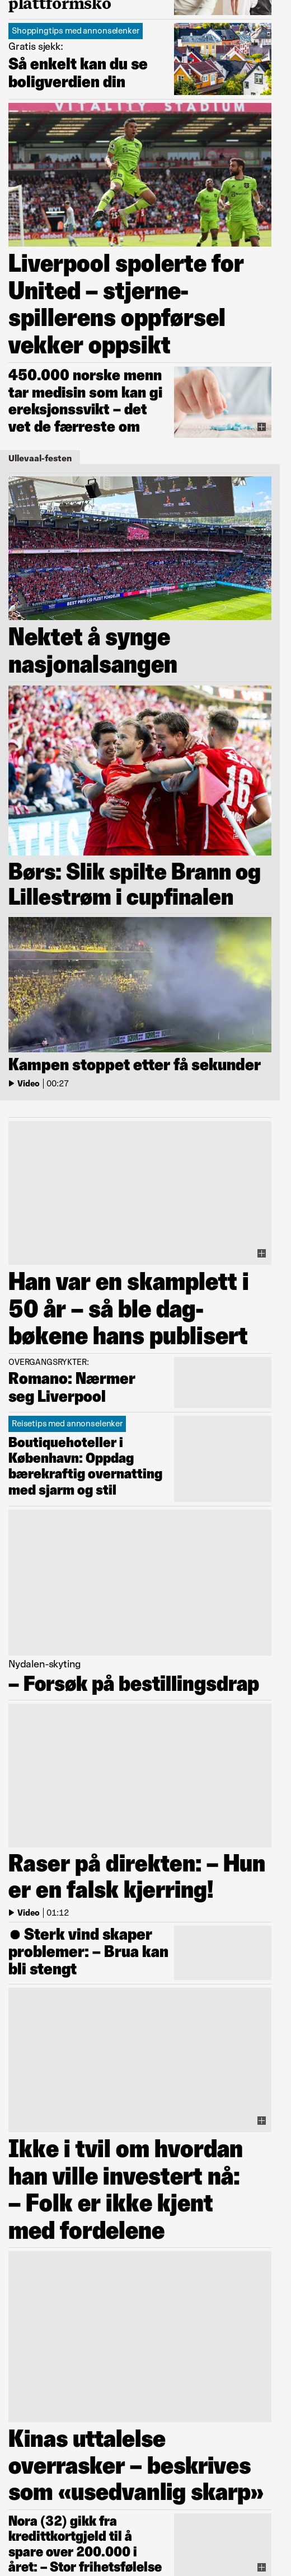 plattformsko
Shoppingtips med annonselenker
Gratis sjekk:
Så enkelt kan du se
boligverdien din
VITALITY STADIUM
Liverpool spolerte for
United – stjerne-
spillerens oppførsel
vekker oppsikt
450.000 norske menn
tar medisin som kan gi
ereksjonssvikt – det
vet de færreste om
Ullevaal-festen
Nektet å synge
nasjonalsangen
16
Børs: Slik spilte Brann og
Lillestrøm i cupfinalen
Kampen stoppet etter få sekunder
Video | 00:27
Han var en skamplett i
50 år – så ble dag-
bøkene hans publisert
OVERGANGSRYKTER:
Romano: Nærmer
seg Liverpool
Reisetips med annonselenker
Boutiquehoteller i
København: Oppdag
bærekraftig overnatting
med sjarm og stil
Nydalen-skyting
– Forsøk på bestillingsdrap
Raser på direkten: – Hun
er en falsk kjerring!
Video | 01:12
Sterk vind skaper
problemer: – Brua kan
bli stengt
Ikke i tvil om hvordan
han ville investert nå:
– Folk er ikke kjent
med fordelene
Kinas uttalelse
overrasker – beskrives
som «usedvanlig skarp»
Nora (32) gikk fra
kredittkortgjeld til å
spare over 200.000 i
året: – Stor frihetsfølelse